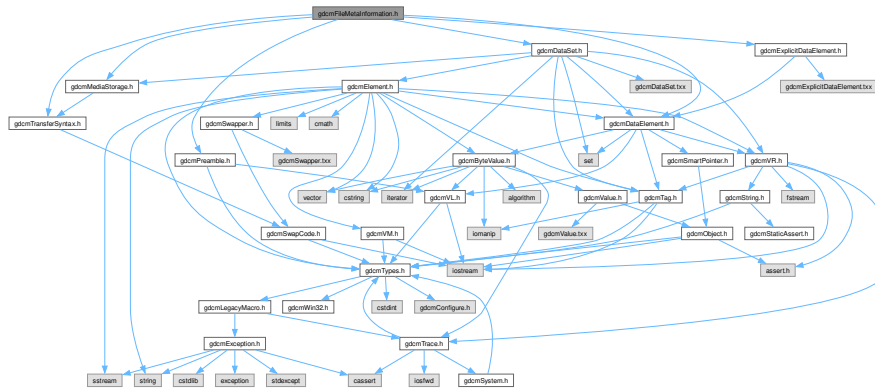 gdcmFileMetaInformation.h
gdcmDataSet.h
gdcmExplicitDataElement.h
gdcmMediaStorage.h
gdcmElement.h
gdcmDataSet.txx
gdcmExplicitDataElement.txx
gdcmTransferSyntax.h
gdcmSwapper.h
limits
cmath
gdcmDataElement.h
gdcmPreamble.h
gdcmSwapper.txx
gdcmByteValue.h
set
gdcmSmartPointer.h
gdcmVR.h
vector
cstring
iterator
gdcmVL.h
algorithm
gdcmValue.h
gdcmTag.h
gdcmString.h
fstream
gdcmSwapCode.h
gdcmVM.h
iomanip
gdcmValue.txx
gdcmObject.h
gdcmStaticAssert.h
gdcmTypes.h
iostream
assert.h
gdcmLegacyMacro.h
gdcmWin32.h
cstdint
gdcmConfigure.h
gdcmException.h
gdcmTrace.h
sstream
string
cstdlib
exception
stdexcept
cassert
iosfwd
gdcmSystem.h